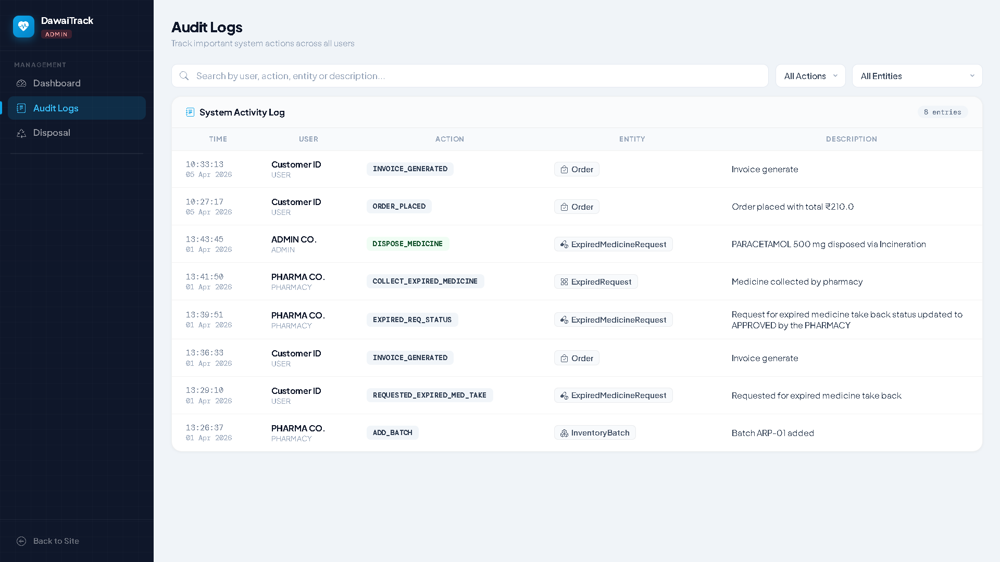 DawaiTrack
ADMIN
MANAGEMENT
Dashboard
Audit Logs
Disposal
Back to Site
Audit Logs
Track important system actions across all users
Search by user, action, entity or description...
All Actions
All Entities
System Activity Log
8 entries
TIME USER ACTION ENTITY DESCRIPTION
10:33:13 Customer ID INVOICE_GENERATED Order Invoice generate
05 Apr 2026 USER
10:27:17 Customer ID ORDER_PLACED Order Order placed with total ₹210.0
05 Apr 2026 USER
13:43:45 ADMIN CO. DISPOSE_MEDICINE ExpiredMedicineRequest PARACETAMOL 500 mg disposed via Incineration
01 Apr 2026 ADMIN
13:41:50 PHARMA CO. COLLECT_EXPIRED_MEDICINE ExpiredRequest Medicine collected by pharmacy
01 Apr 2026 PHARMACY
13:39:51 PHARMA CO. EXPIRED_REQ_STATUS ExpiredMedicineRequest Request for expired medicine take back status updated to
01 Apr 2026 PHARMACY APPROVED by the PHARMACY
13:36:33 Customer ID INVOICE_GENERATED Order Invoice generate
01 Apr 2026 USER
13:29:10 Customer ID REQUESTED_EXPIRED_MED_TAKE ExpiredMedicineRequest Requested for expired medicine take back
01 Apr 2026 USER
13:26:37 PHARMA CO. ADD_BATCH InventoryBatch Batch ARP-01 added
01 Apr 2026 PHARMACY